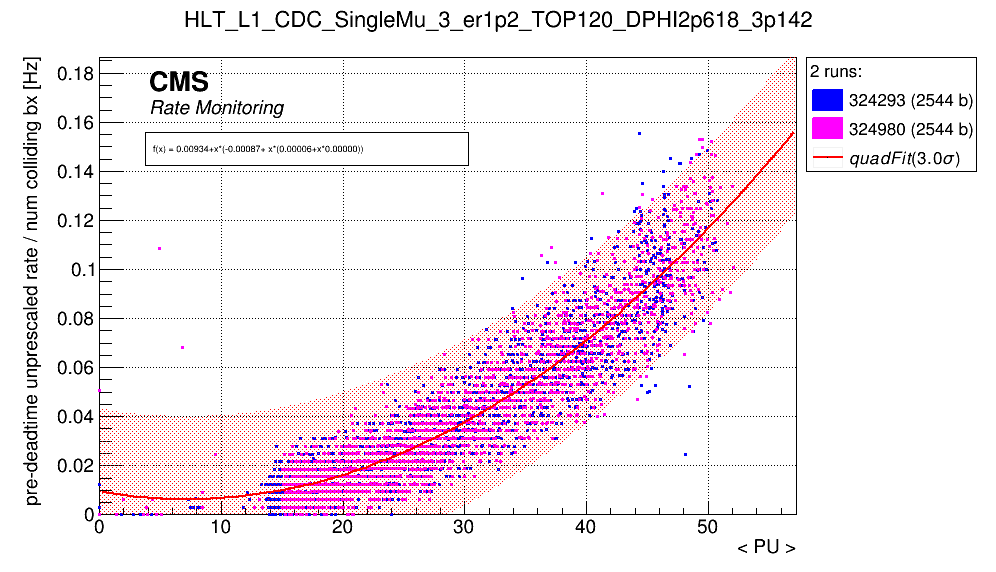 HLT_L1_CDC_SingleMu_3_er1p2_TOP120_DPHI2p618_3p142
pre-deadtime unprescaled rate / num colliding bx [Hz]
0.18
0.16
0.14
0.12
0.1
0.08
0.06
0.04
0.02
0
CMS
Rate Monitoring
f(x) = 0.00934+x*(-0.00087+ x*(0.00006+x*0.00000))
2 runs:
324293 (2544 b)
324980 (2544 b)
quadFit(3.0σ)
0 10 20 30 40 50
< PU >